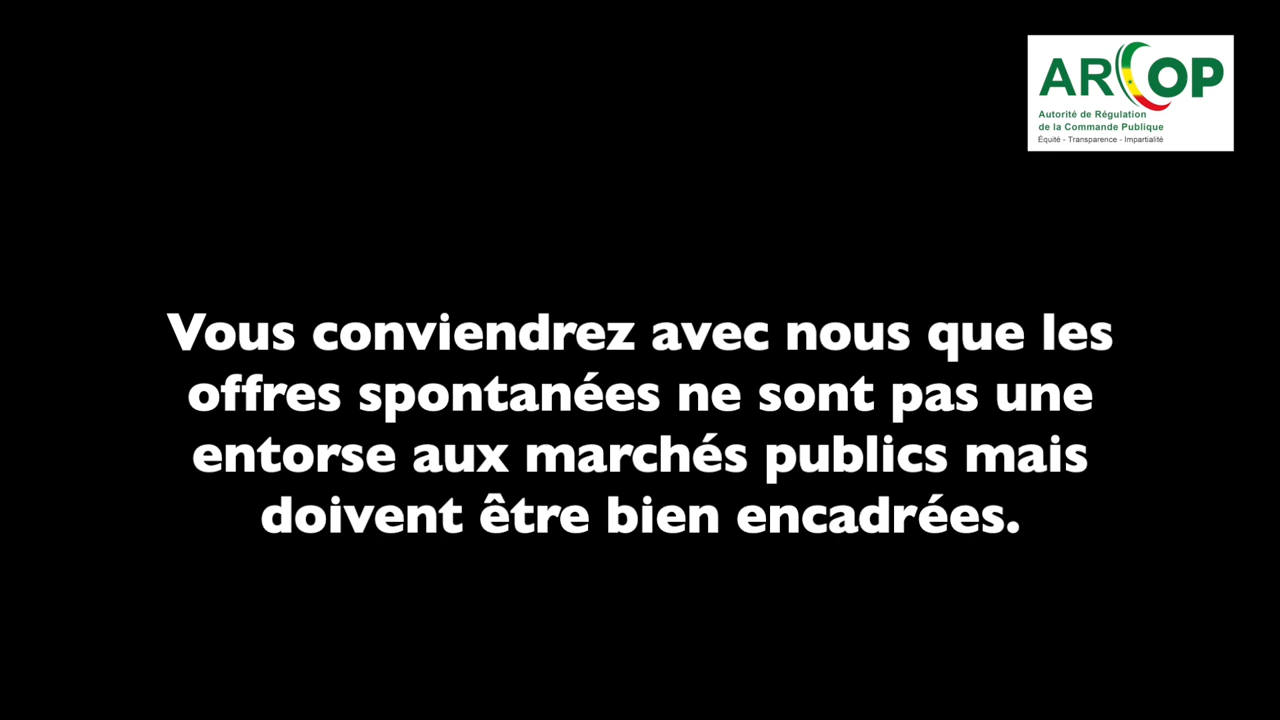 ARCOP
Autorité de Régulation
de la Commande Publique
Équité - Transparence - Impartialité
Vous conviendrez avec nous que les
offres spontanées ne sont pas une
entorse aux marchés publics mais
doivent être bien encadrées.